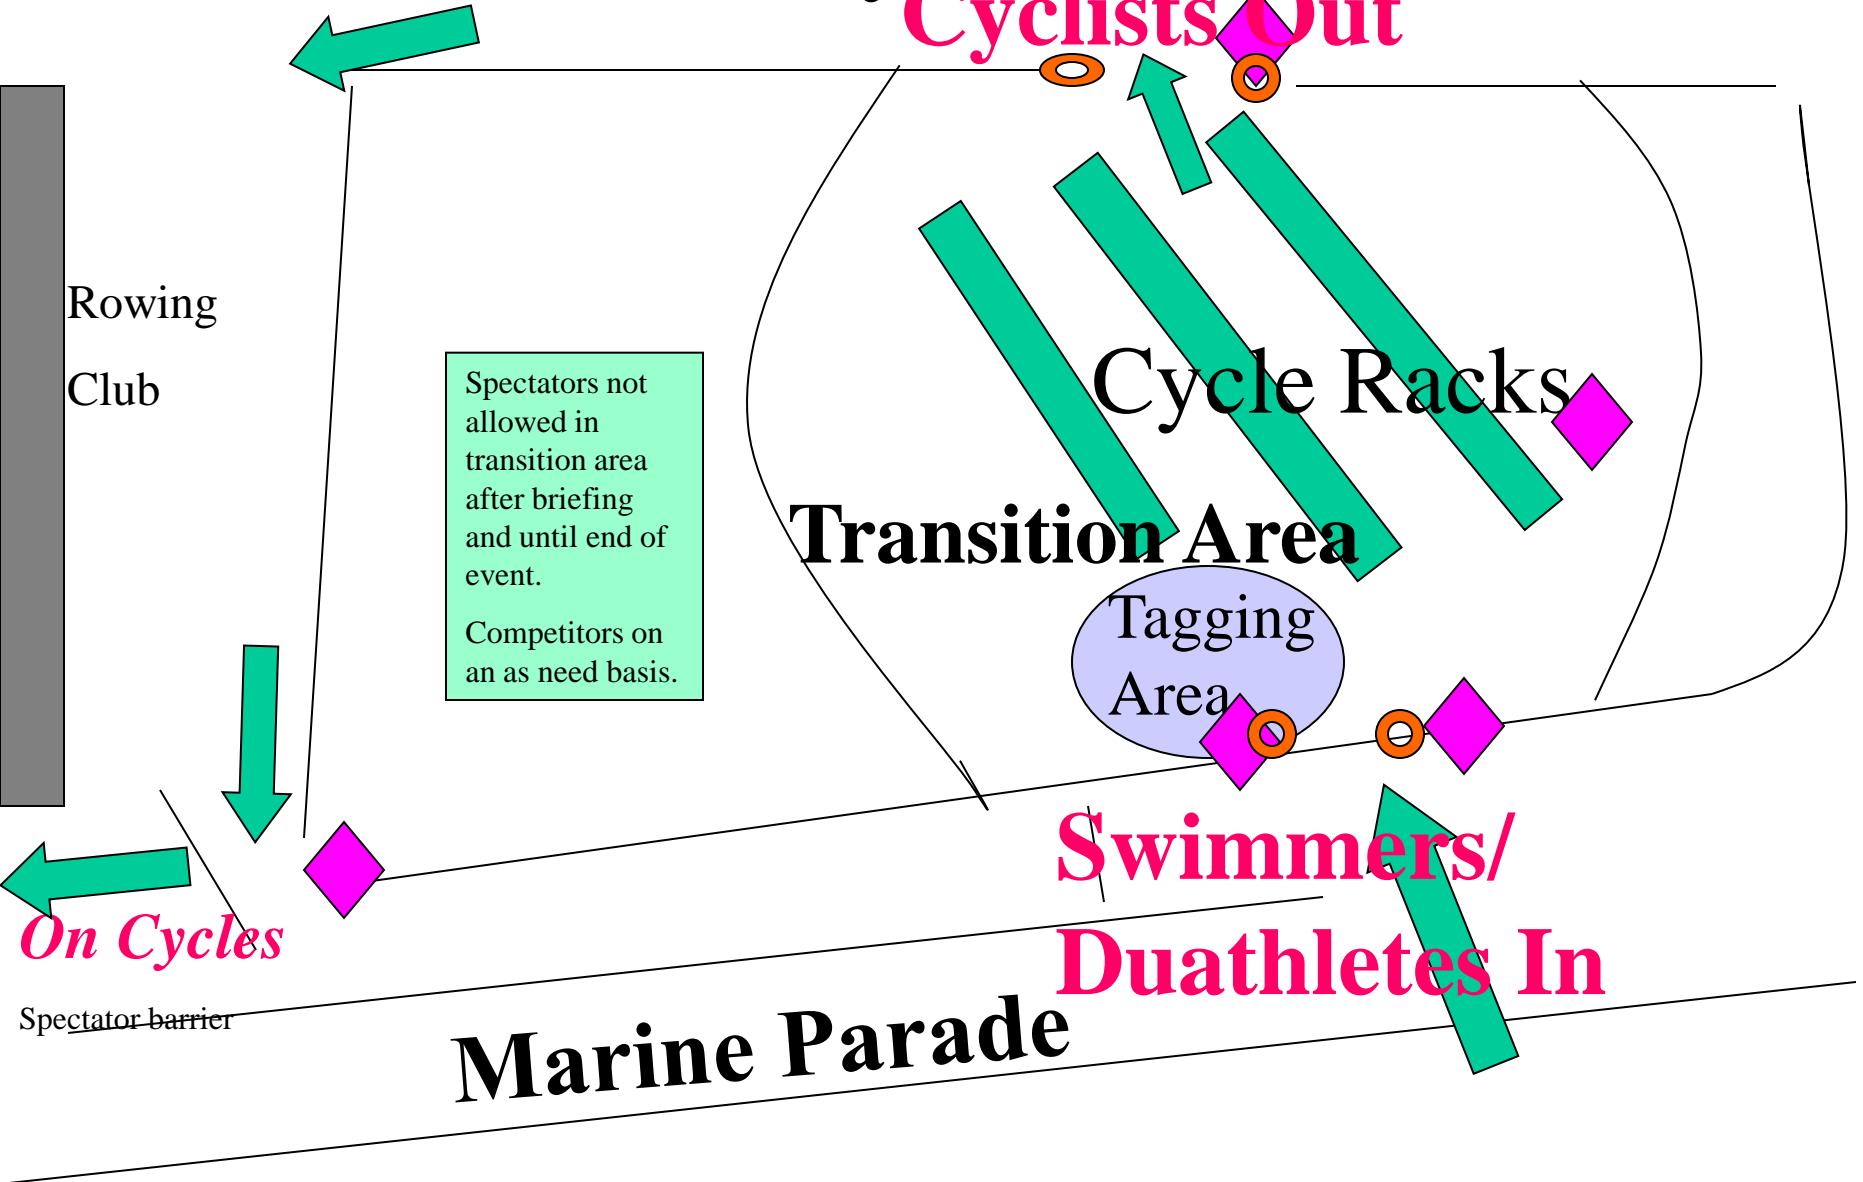 Cyclists Out
Rowing
Club
Spectators not
allowed in
transition area
after briefing
and until end of
event.
Competitors on
an as need basis.
Cycle Racks
Transition Area
Tagging
Area
Swimmers/
Duathletes In
On Cycles
Spectator barrier
Marine Parade